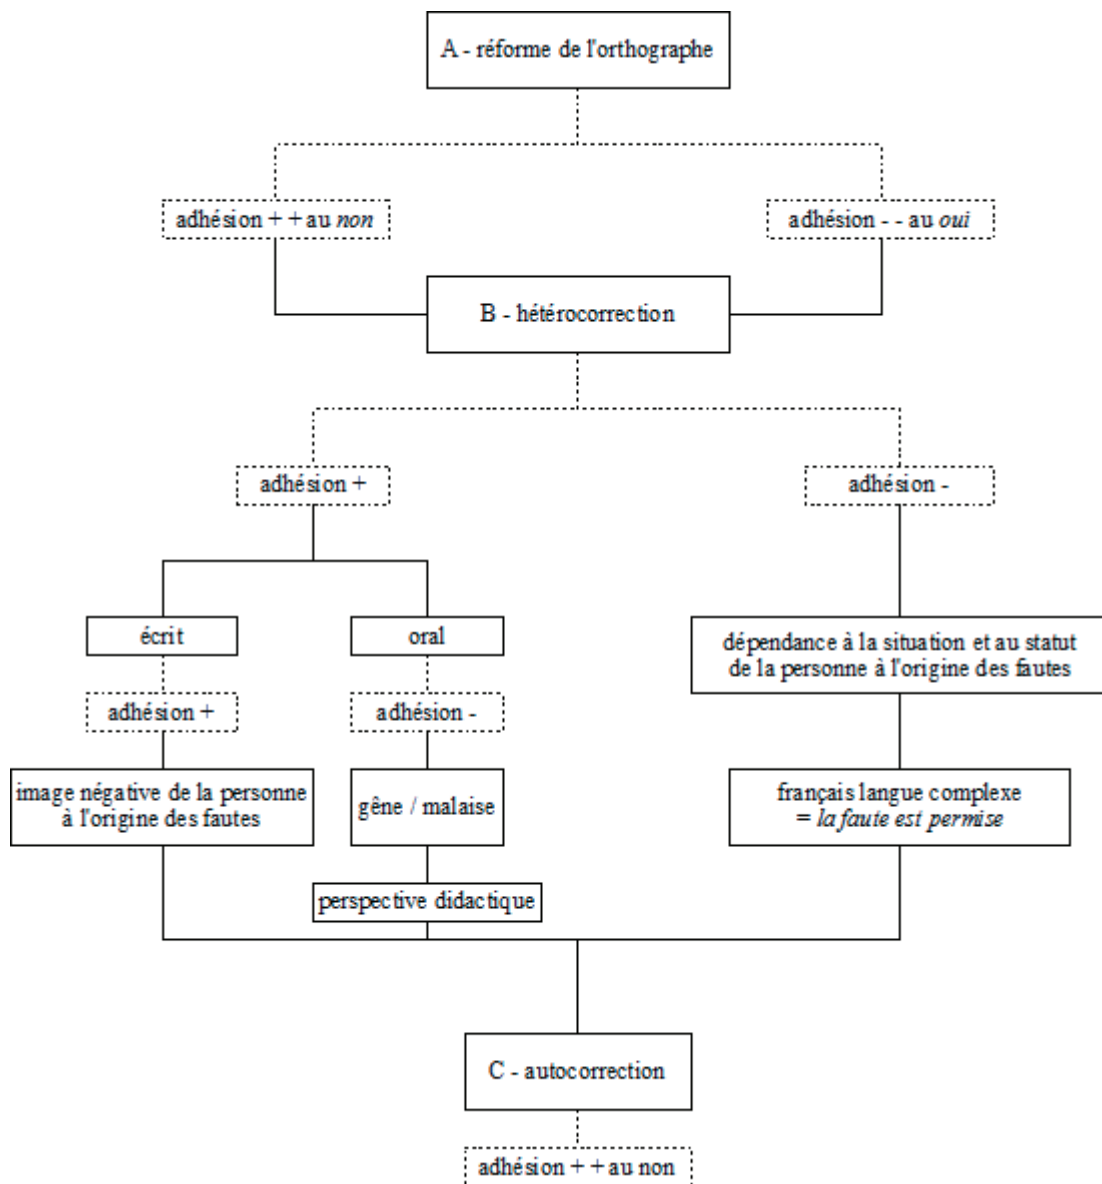 A - réforme de l'orthographe
adhésion + + au non
adhésion - - au oui
B - hétérocorrection
adhésion +
adhésion -
écrit
oral
dépendance à la situation et au statut
de la personne à l'origine des fautes
adhésion +
adhésion -
image négative de la personne
à l'origine des fautes
gêne / malaise
français langue complexe
= la faute est permise
perspective didactique
C - autocorrection
adhésion + + au non